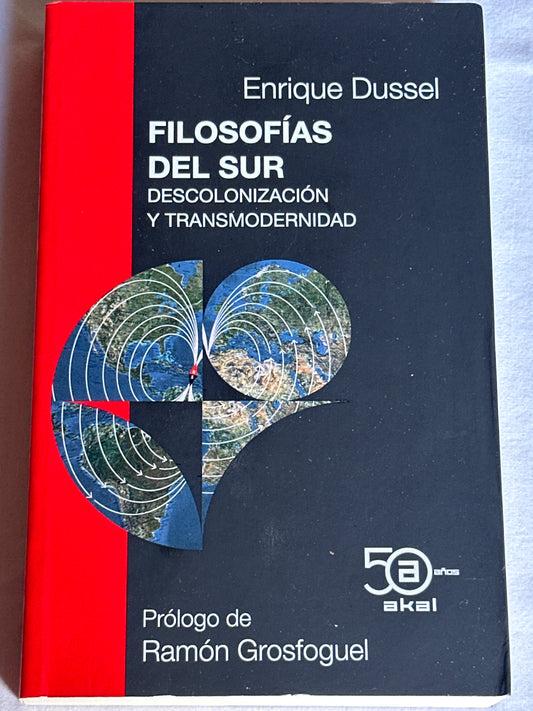 Enrique Dussel
FILOSOFÍAS
DEL SUR
DESCOLONIZACIÓN
Y TRANSMODERNIDAD
50 a años
akal
Prólogo de
Ramón Grosfoguel